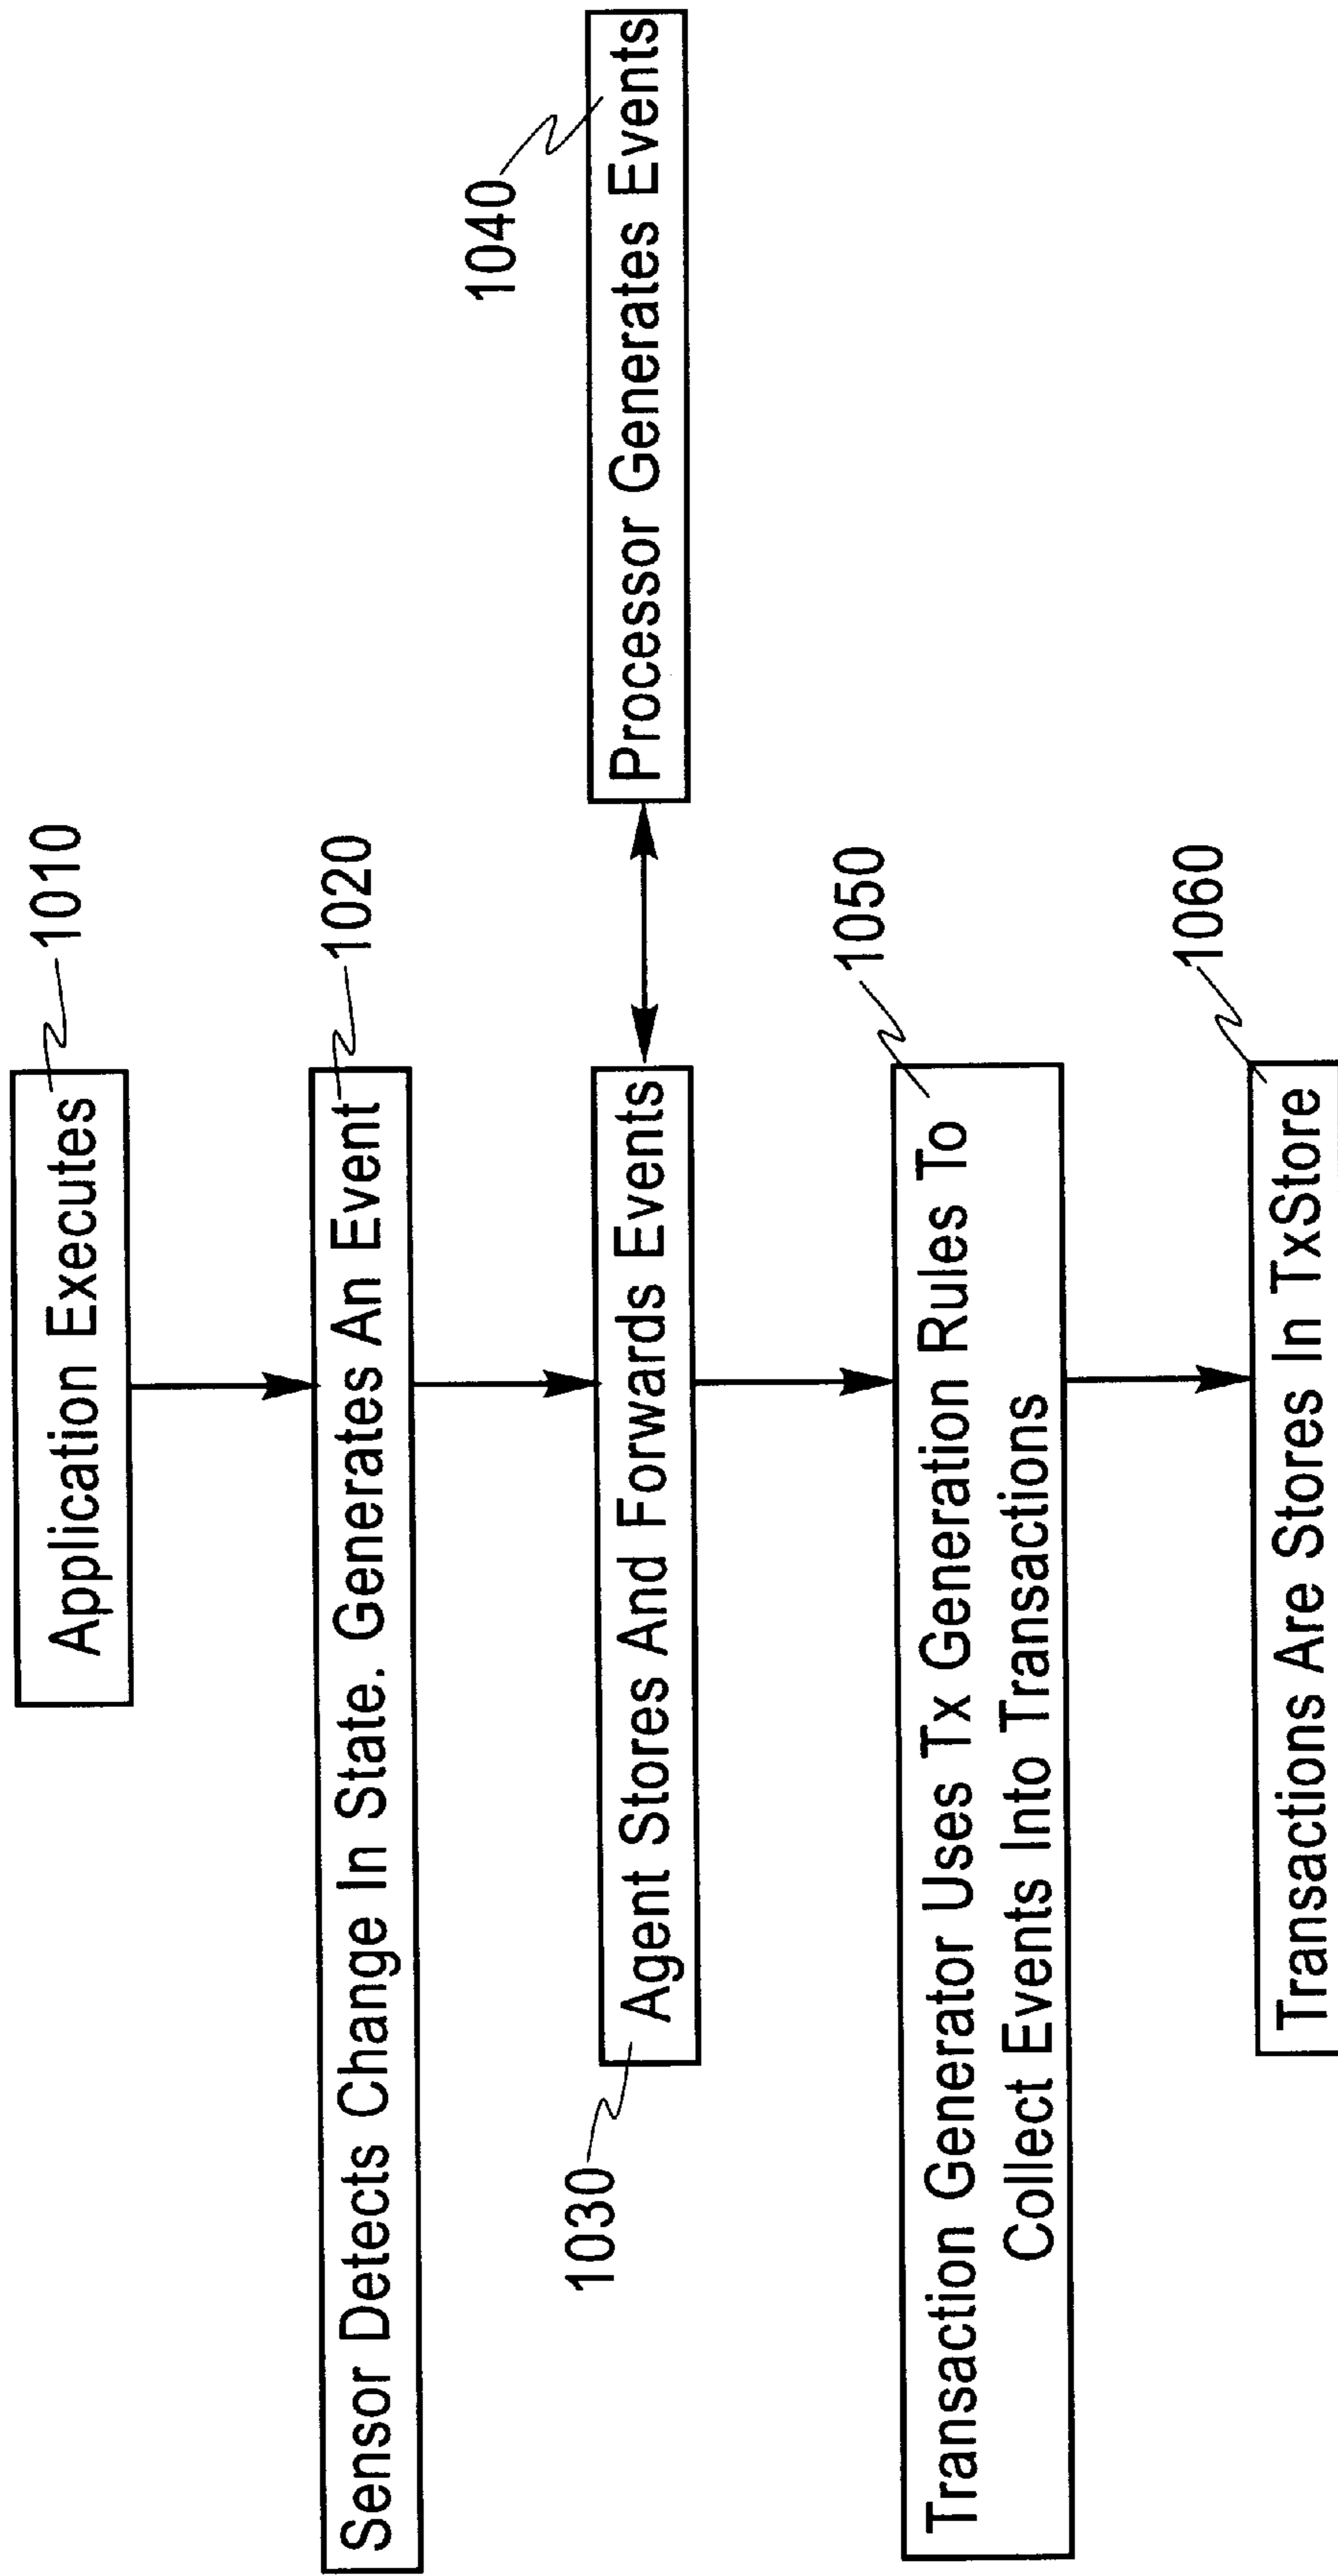 Application Executes
1010
Sensor Detects Change In State. Generates An Event
1020
1030
Agent Stores And Forwards Events
1040
Processor Generates Events
Transaction Generator Uses Tx Generation Rules To
Collect Events Into Transactions
1050
Transactions Are Stores In TxStore
1060